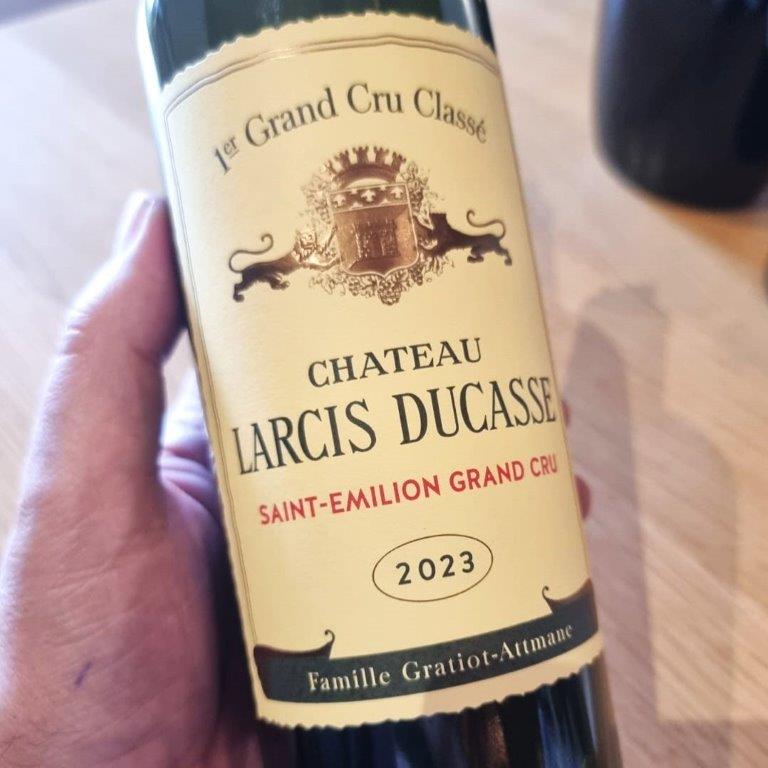 1er Grand Cru Classé
CHATEAU
LARCIS DUCASSE
SAINT-EMILION GRAND CRU
2023
Famille Gratiot-Attmane